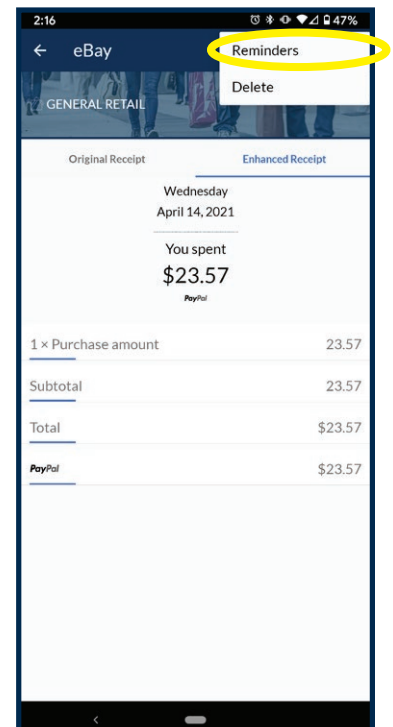 2:16 47%
eBay Reminders
Delete
GENERAL RETAIL
Original Receipt Enhanced Receipt
Wednesday
April 14, 2021
You spent
$23.57
PayPal
1 × Purchase amount 23.57
Subtotal 23.57
Total $23.57
PayPal $23.57